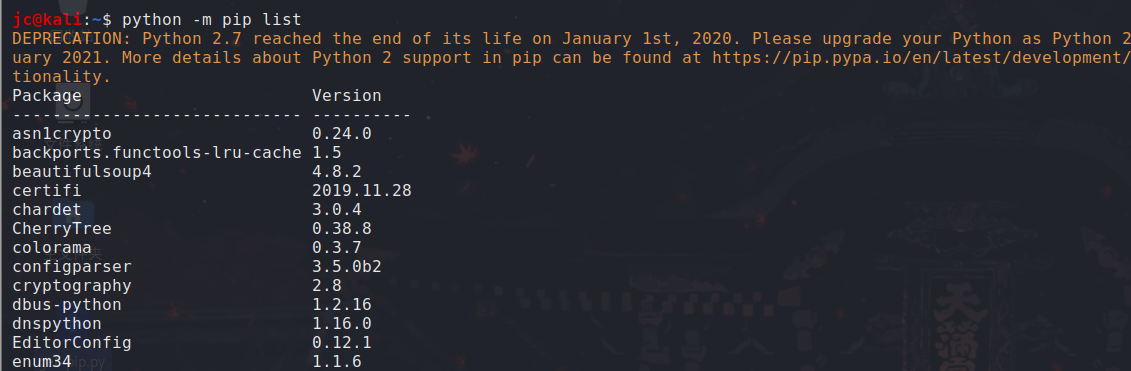 jc@kali:~$ python -m pip list
DEPRECATION: Python 2.7 reached the end of its life on January 1st, 2020. Please upgrade your Python as Python 2
uary 2021. More details about Python 2 support in pip can be found at https://pip.pypa.io/en/latest/development/
tionality.
Package Version
----------------------------- ----------
asn1crypto 0.24.0
backports.functools-lru-cache 1.5
beautifulsoup4 4.8.2
certifi 2019.11.28
chardet 3.0.4
CherryTree 0.38.8
colorama 0.3.7
configparser 3.5.0b2
cryptography 2.8
dbus-python 1.2.16
dnspython 1.16.0
EditorConfig 0.12.1
enum34 1.1.6
pip.py
天